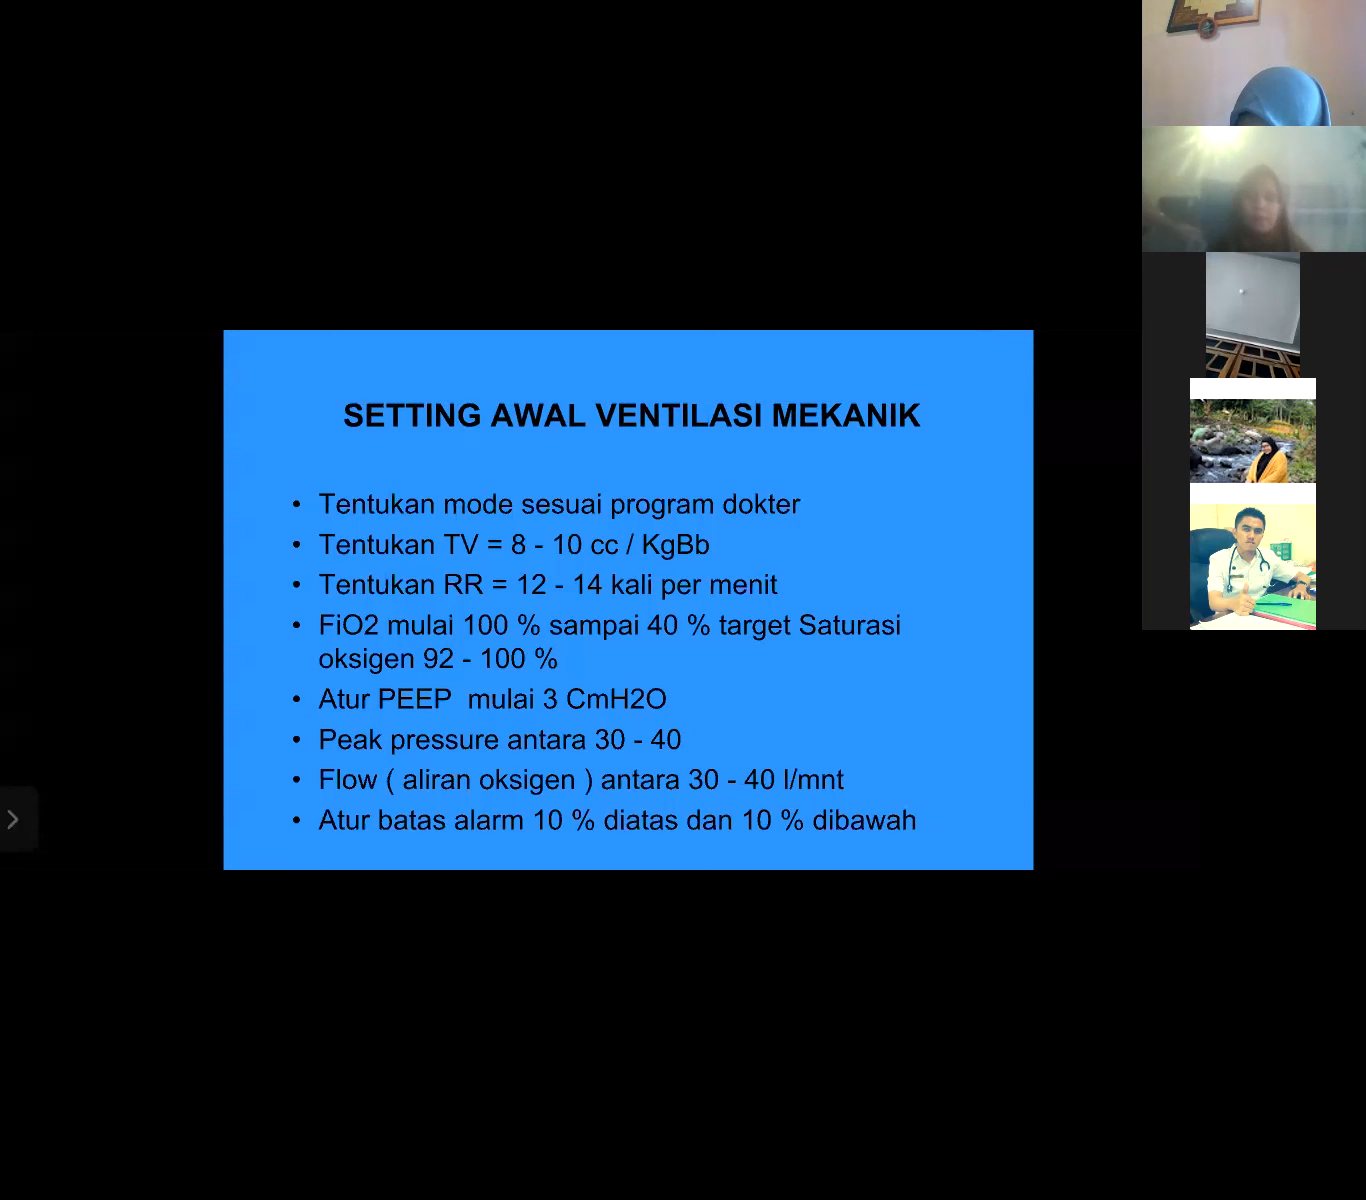 SETTING AWAL VENTILASI MEKANIK
• Tentukan mode sesuai program dokter
• Tentukan TV = 8 - 10 cc / KgBb
• Tentukan RR = 12 - 14 kali per menit
• FiO2 mulai 100 % sampai 40 % target Saturasi
oksigen 92 - 100 %
• Atur PEEP  mulai 3 CmH2O
• Peak pressure antara 30 - 40
• Flow ( aliran oksigen ) antara 30 - 40 l/mnt
• Atur batas alarm 10 % diatas dan 10 % dibawah